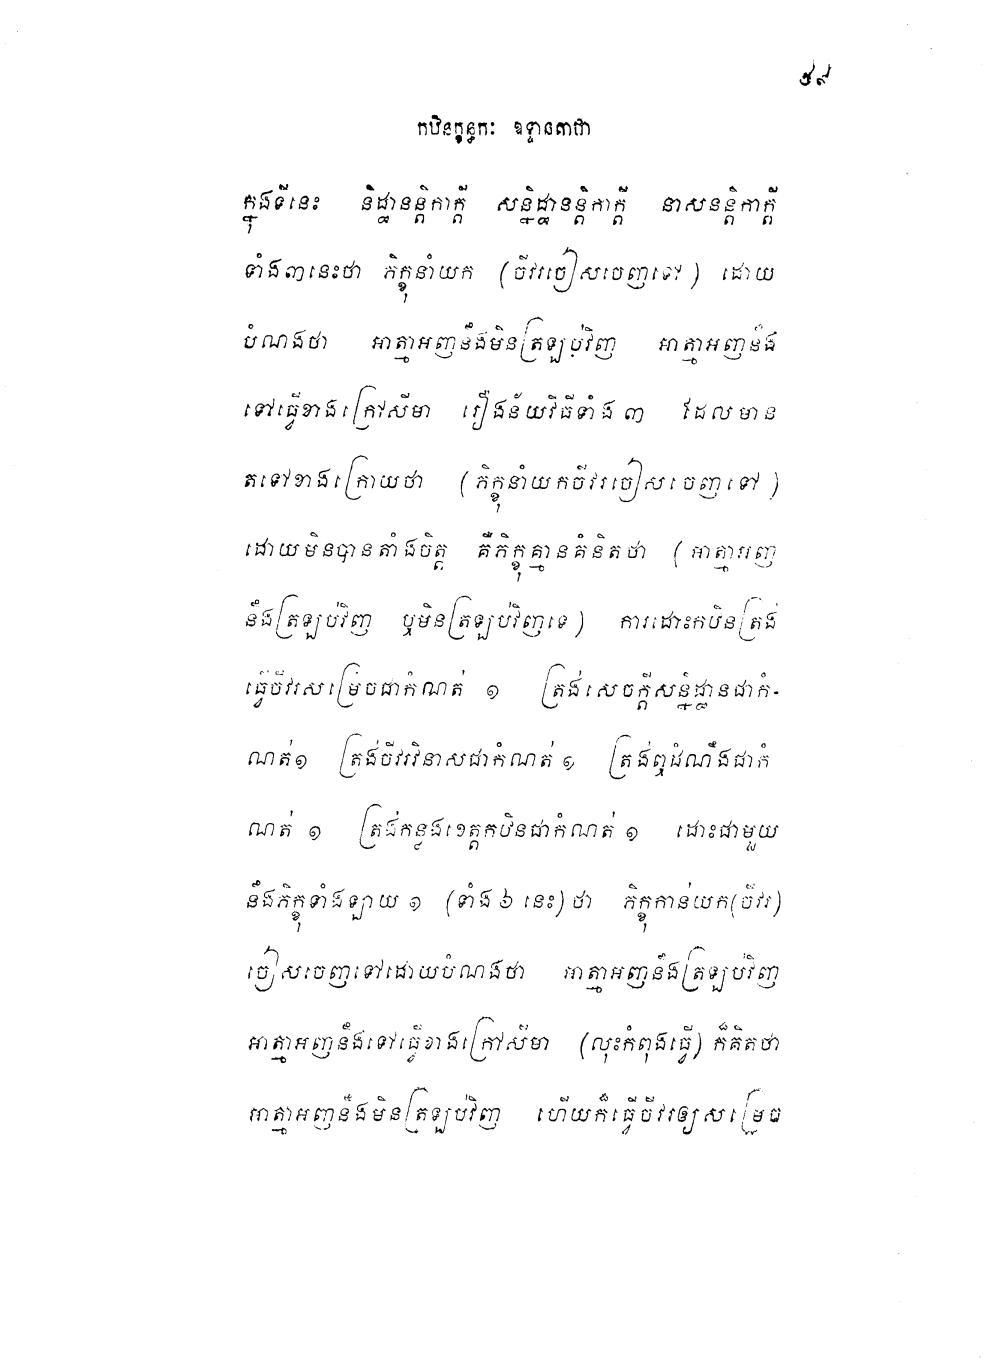 ៥៩
កឋិនក្ខន្ធកៈ ឧទ្ទានគាថា
ក្នុងទីនេះ និដ្ឋានន្តិកាក្តី សន្និដ្ឋានន្តិកាក្តី នាសនន្តិកាក្តី
ទាំង៣នេះថា ភិក្ខុនាំយក (ចីវរចៀសចេញទៅ) ដោយ
បំណងថា អាត្មាអញនឹងមិនត្រឡប់វិញ អាត្មាអញនឹង
ទៅធ្វើខាងក្រៅសីមា រឿងន័យវិធីទាំង ៣ ដែលមាន
តទៅខាងក្រោយថា (ភិក្ខុនាំយកចីវរចៀសចេញទៅ)
ដោយមិនបានតាំងចិត្ត គឺភិក្ខុគ្មានគំនិតថា (អាត្មាអញ
នឹងត្រឡប់វិញ ឬមិនត្រឡប់វិញទេ) ការដោះកឋិនត្រង់
ធ្វើចីវរសម្រេចជាកំណត់ ១ ត្រង់សេចក្តីសន្និដ្ឋានជាកំ-
ណត់១ ត្រង់ចីវរវិនាសជាកំណត់ ១ ត្រង់ឮដំណឹងជាកំ
ណត់ ១ ត្រង់កន្លងខេត្តកឋិនជាកំណត់ ១ ដោះជាមួយ
នឹងភិក្ខុទាំងឡាយ ១ (ទាំង ៦ នេះ) ថា ភិក្ខុកាន់យក(ចីវរ)
ចៀសចេញទៅដោយបំណងថា អាត្មាអញនឹងត្រឡប់វិញ
អាត្មាអញនឹងទៅធ្វើខាងក្រៅសីមា (លុះកំពុងធ្វើ) ក៏គិតថា
អាត្មាអញនឹងមិនត្រឡប់វិញ ហើយក៏ធ្វើចីវរឲ្យសម្រេច